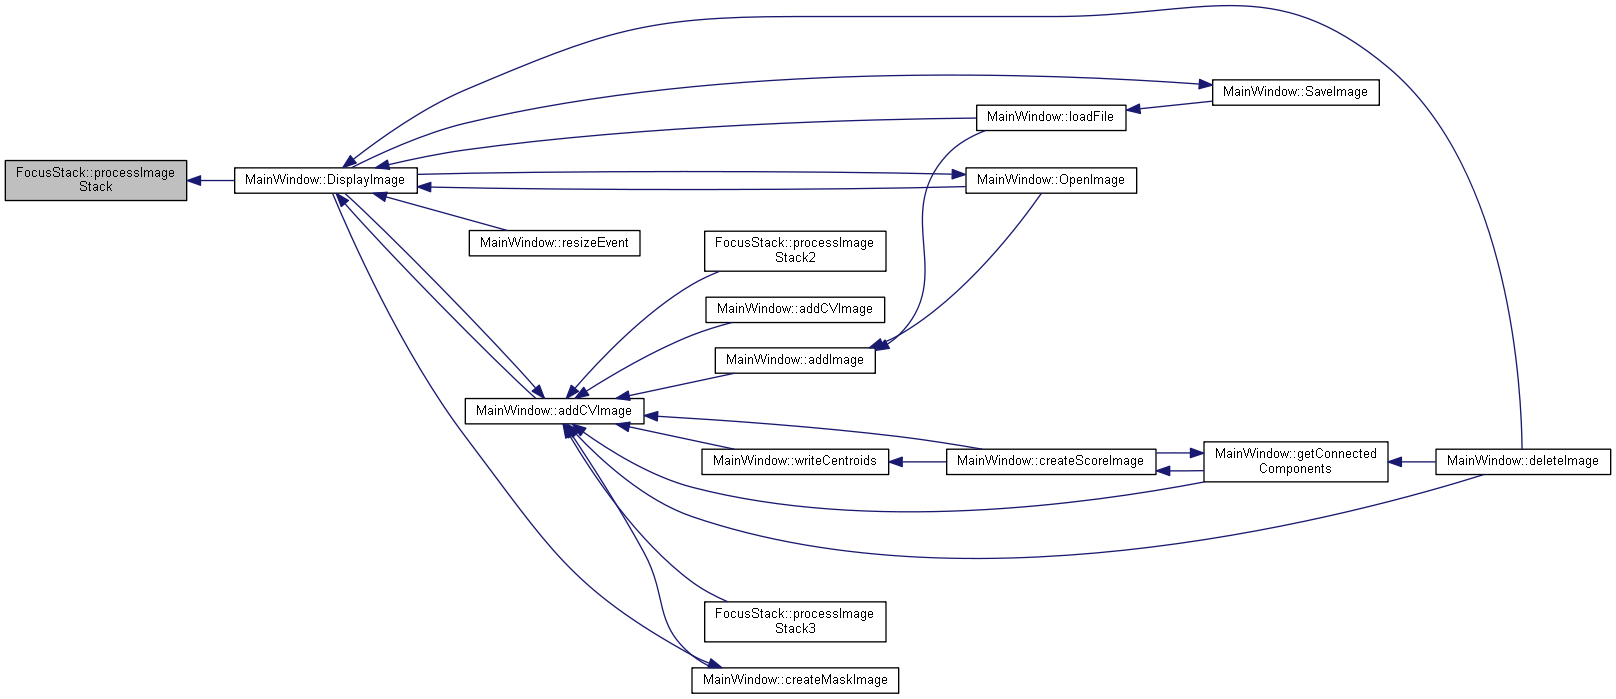 MainWindow::SaveImage
MainWindow::loadFile
FocusStack::processImage
Stack
MainWindow::DisplayImage
MainWindow::OpenImage
MainWindow::resizeEvent
FocusStack::processImage
Stack2
MainWindow::addCVImage
MainWindow::addImage
MainWindow::addCVImage
MainWindow::writeCentroids
MainWindow::createScoreImage
MainWindow::getConnected
Components
MainWindow::deleteImage
FocusStack::processImage
Stack3
MainWindow::createMaskImage